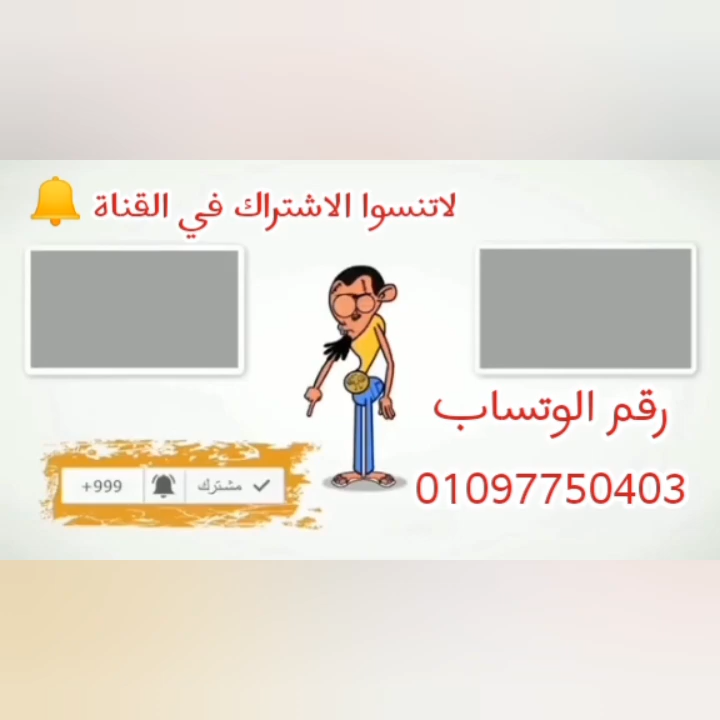 لاتنسوا الاشتراك في القناة 🔔
رقم الوتساب
01097750403
مشترك
+999